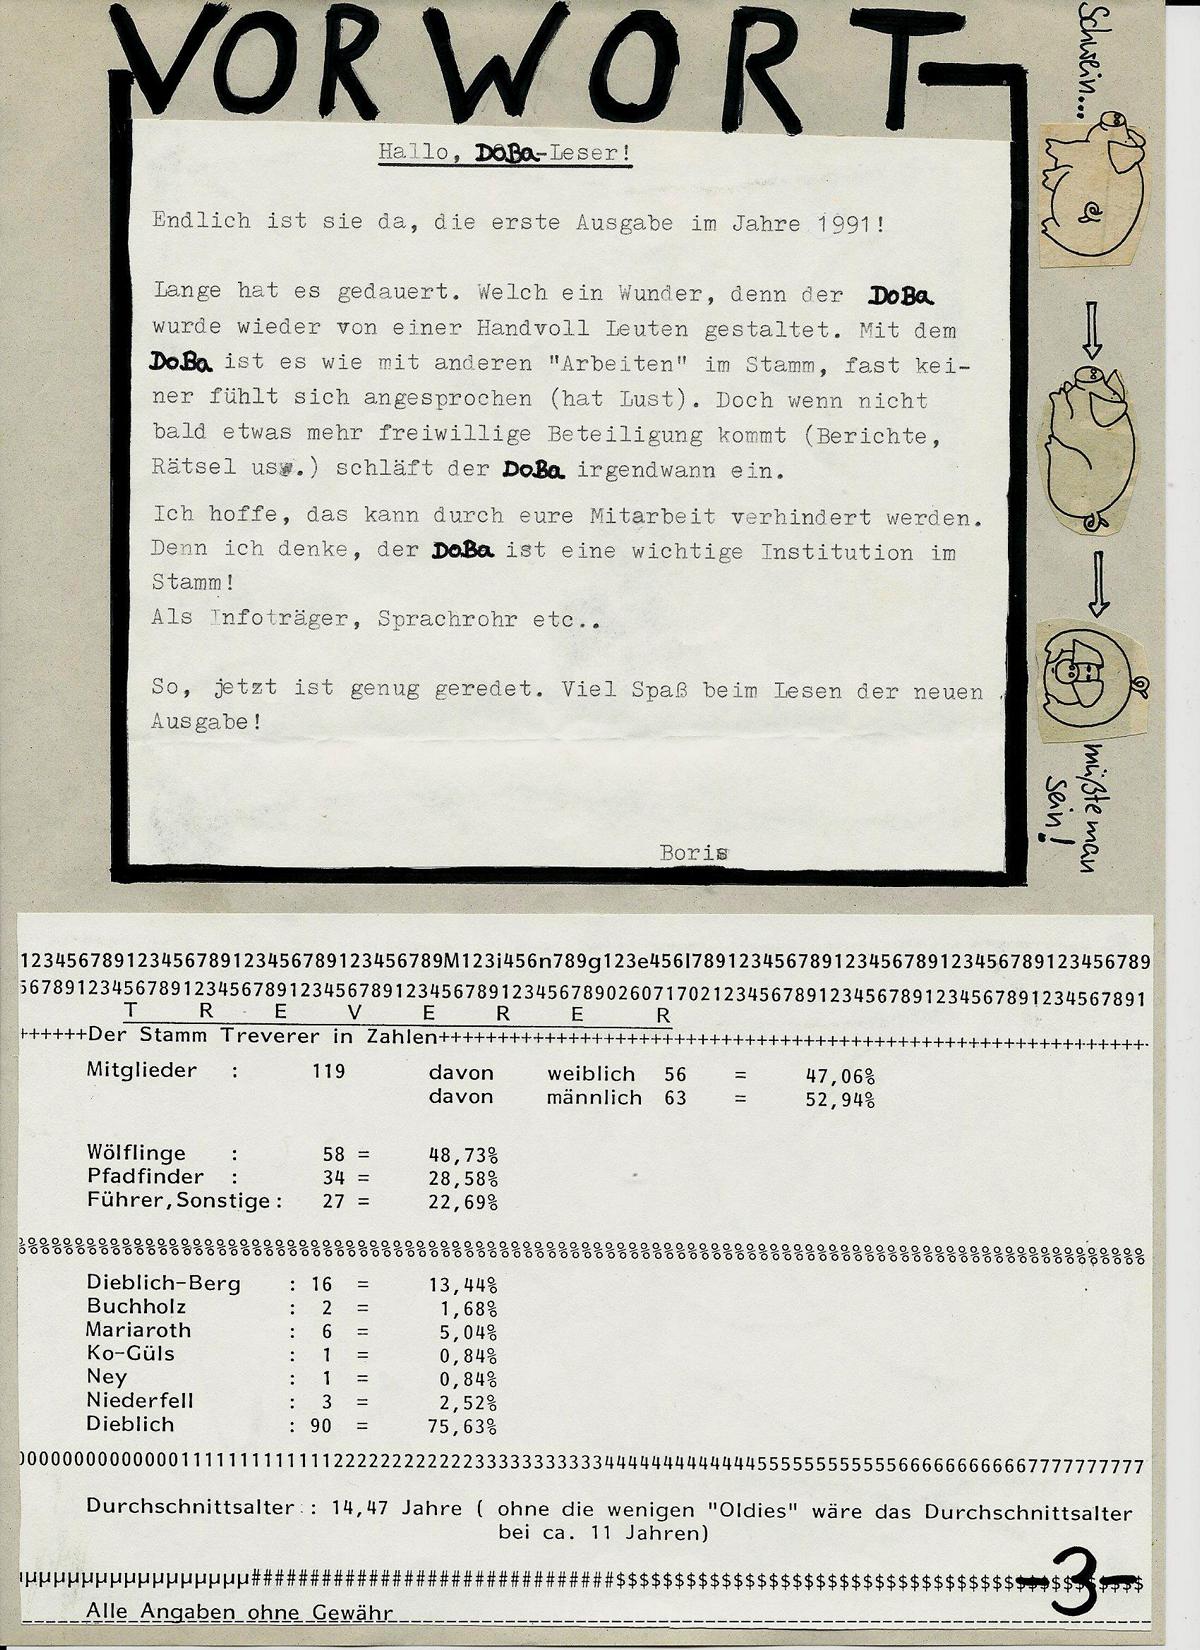 VORWORT
Hallo, DoBa-Leser!
Endlich ist sie da, die erste Ausgabe im Jahre 1991!
Lange hat es gedauert. Welch ein Wunder, denn der DoBa
wurde wieder von einer Handvoll Leuten gestaltet. Mit dem
DoBa ist es wie mit anderen "Arbeiten" im Stamm, fast kei-
ner fühlt sich angesprochen (hat Lust). Doch wenn nicht
bald etwas mehr freiwillige Beteiligung kommt (Berichte,
Rätsel usw.) schläft der DoBa irgendwann ein.
Ich hoffe, das kann durch eure Mitarbeit verhindert werden.
Denn ich denke, der DoBa ist eine wichtige Institution im
Stamm!
Als Infoträger, Sprachrohr etc..
So, jetzt ist genug geredet. Viel Spaß beim Lesen der neuen
Ausgabe!
Boris
Schwein...
müßte man
sein!
123456789123456789123456789123456789M123i456n789g123e456l789123456789123456789123456789123456789
567891234567891234567891234567891234567890260717021234567891234567891234567891234567891
T R E V E R E R
++++++Der Stamm Treverer in Zahlen++++++++++++++++++++++++++++++++++++++++++++++++++++++++++++++++++
Mitglieder : 119 davon weiblich 56 = 47,06%
davon männlich 63 = 52,94%
Wölflinge : 58 = 48,73%
Pfadfinder : 34 = 28,58%
Führer,Sonstige: 27 = 22,69%
%%%%%%%%%%%%%%%%%%%%%%%%%%%%%%%%%%%%%%%%%%%%%%%%%%%%%%%%%%%%%%%%%%%%%%%%%%%%%%%%%%%%%%%%%%%%%%
Dieblich-Berg : 16 = 13,44%
Buchholz : 2 = 1,68%
Mariaroth : 6 = 5,04%
Ko-Güls : 1 = 0,84%
Ney : 1 = 0,84%
Niederfell : 3 = 2,52%
Dieblich : 90 = 75,63%
00000000000000111111111111122222222222233333333333344444444444445555555555555666666666667777777777
Durchschnittsalter : 14,47 Jahre ( ohne die wenigen "Oldies" wäre das Durchschnittsalter
bei ca. 11 Jahren)
µµµµµµµµµµµµµµµµµµµµ###############################$$$$$$$$$$$$$$$$$$$$$$$$$$$$$$$$$$$$$$$$$$$$$
-3-
Alle Angaben ohne Gewähr